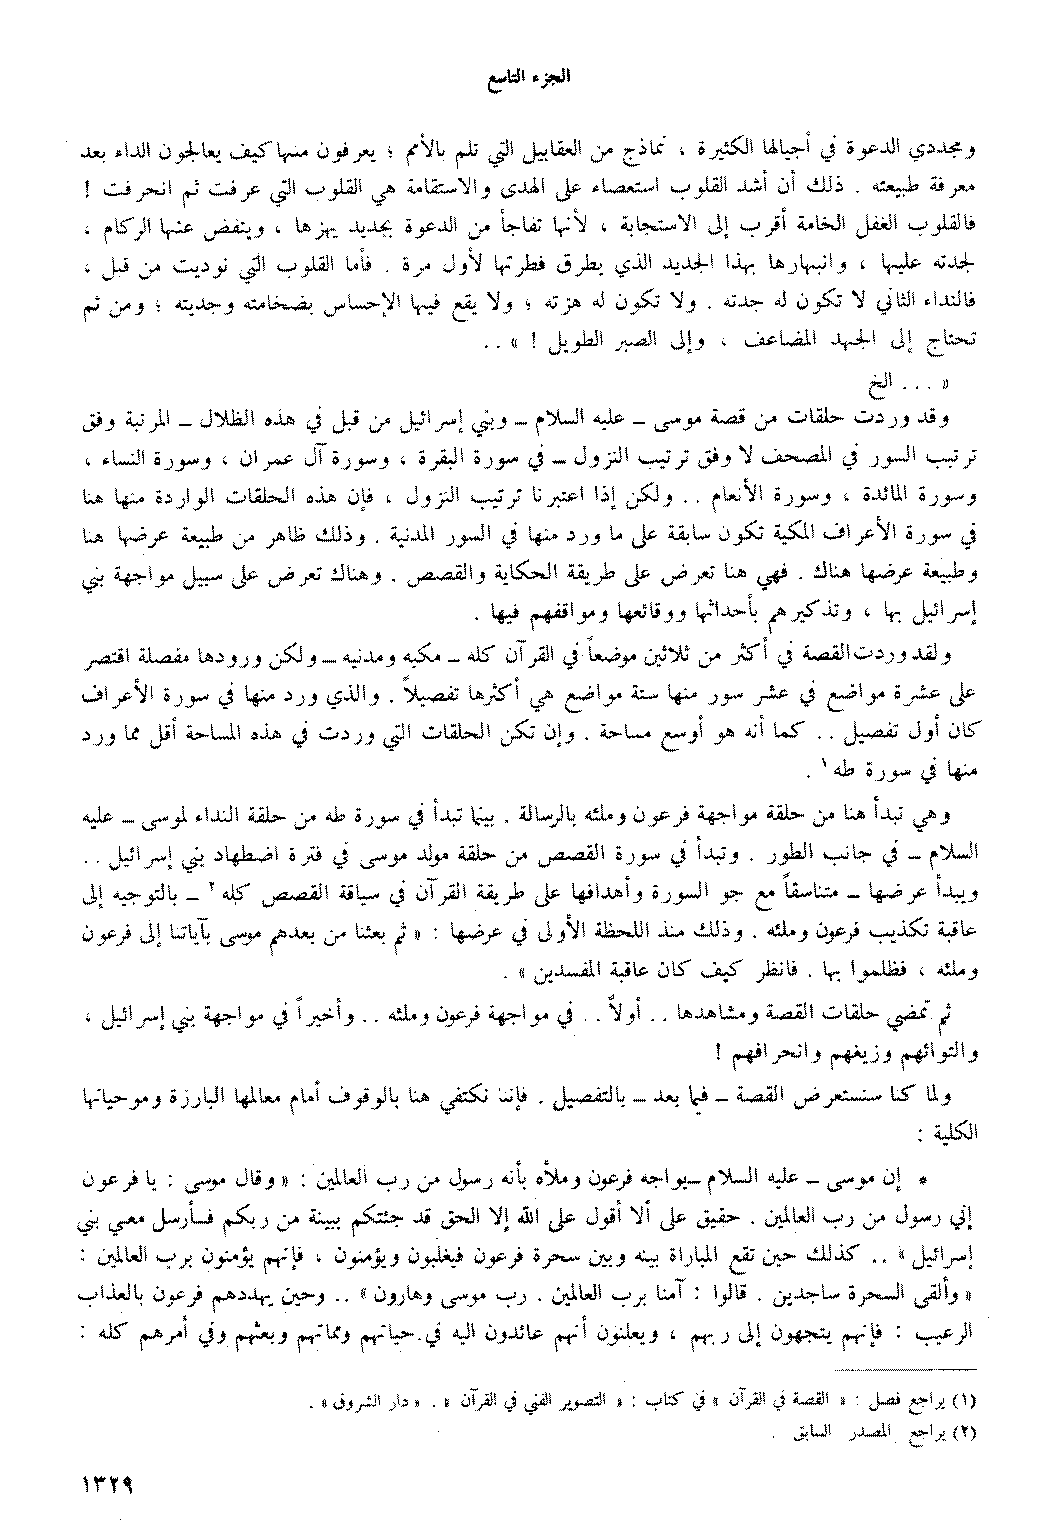 الجزء التاسع
ومجددي الدعوة في أجيالها الكثيرة ، نماذج من العقابيل التي تلم بالأمم ؛ يعرفون منها كيف يعالجون الداء بعد
معرفة طبيعته . ذلك أن أشد القلوب استعصاء على الهدى والاستقامة هي القلوب التي عرفت ثم انحرفت !
فالقلوب الغفل الخامة أقرب إلى الاستجابة ، لأنها تفاجأ من الدعوة بجديد يهزها ، وينفض عنها الركام ،
لجدته عليها ، وانبهارها بهذا الجديد الذي يطرق فطرتها لأول مرة . فأما القلوب التي نوديت من قبل ،
فالنداء الثاني لا تكون له جدته . ولا تكون له هزته ؛ ولا يقع فيها الإحساس بضخامته وجديته ؛ ومن ثم
تحتاج إلى الجهد المضاعف ، وإلى الصبر الطويل ! » ..
« ... الخ
وقد وردت حلقات من قصة موسى ــ عليه السلام ــ وبني إسرائيل من قبل في هذه الظلال ــ المرتبة وفق
ترتيب السور في المصحف لا وفق ترتيب النزول ــ في سورة البقرة ، وسورة آل عمران ، وسورة النساء ،
وسورة المائدة ، وسورة الأنعام .. ولكن إذا اعتبرنا ترتيب النزول ، فإن هذه الحلقات الواردة منها هنا
في سورة الأعراف المكية تكون سابقة على ما ورد منها في السور المدنية . وذلك ظاهر من طبيعة عرضها هنا
وطبيعة عرضها هناك . فهي هنا تعرض على طريقة الحكاية والقصص . وهناك تعرض على سبيل مواجهة بني
إسرائيل بها ، وتذكيرهم بأحداثها ووقائعها ومواقفهم فيها .
ولقد وردت القصة في أكثر من ثلاثين موضعاً في القرآن كله ــ مكيه ومدنيه ــ ولكن ورودها مفصلة اقتصر
على عشرة مواضع في عشر سور منها ستة مواضع هي أكثرها تفصيلاً . والذي ورد منها في سورة الأعراف
كان أول تفصيل .. كما أنه هو أوسع مساحة . وإن تكن الحلقات التي وردت في هذه المساحة أقل مما ورد
منها في سورة طه١ .
وهي تبدأ هنا من حلقة مواجهة فرعون وملئه بالرسالة . بينما تبدأ في سورة طه من حلقة النداء لموسى ــ عليه
السلام ــ في جانب الطور . وتبدأ في سورة القصص من حلقة مولد موسى في فترة اضطهاد بني إسرائيل ..
ويبدأ عرضها ــ متناسقاً مع جو السورة وأهدافها على طريقة القرآن في سياقة القصص كله٢ ــ بالتوجيه إلى
عاقبة تكذيب فرعون وملئه . وذلك منذ اللحظة الأولى في عرضها : « ثم بعثنا من بعدهم موسى بآياتنا إلى فرعون
وملئه ، فظلموا بها . فانظر كيف كان عاقبة المفسدين » .
ثم تمضي حلقات القصة ومشاهدها .. أولاً .. في مواجهة فرعون وملئه .. وأخيراً في مواجهة بني إسرائيل ،
والتوائهم وزيغهم وانحرافهم !
ولما كنا سنستعرض القصة ــ فيما بعد ــ بالتفصيل . فإننا نكتفي هنا بالوقوف أمام معالمها البارزة وموحياتها
الكلية :
* إن موسى ــ عليه السلام ــ يواجه فرعون وملأه بأنه رسول من رب العالمين : « وقال موسى : يا فرعون
إني رسول من رب العالمين . حقيق على ألا أقول على الله إلا الحق قد جئتكم ببينة من ربكم فسأرسل معي بني
إسرائيل » .. كذلك حين تقع المباراة بينه وبين سحرة فرعون فيغلبون ويؤمنون ، فإنهم يؤمنون برب العالمين :
« وألقى السحرة ساجدين . قالوا : آمنا برب العالمين . رب موسى وهارون » .. وحين يهددهم فرعون بالعذاب
الرعيب : فإنهم يتجهون إلى ربهم ، ويعلنون أنهم عائدون اليه في حياتهم ومماتهم وبعثهم وفي أمرهم كله :
(١) يراجع فصل : « القصة في القرآن » في كتاب : « التصوير الفني في القرآن » . « دار الشروق » .
(٢) يراجع المصدر السابق .
١٣٢٩